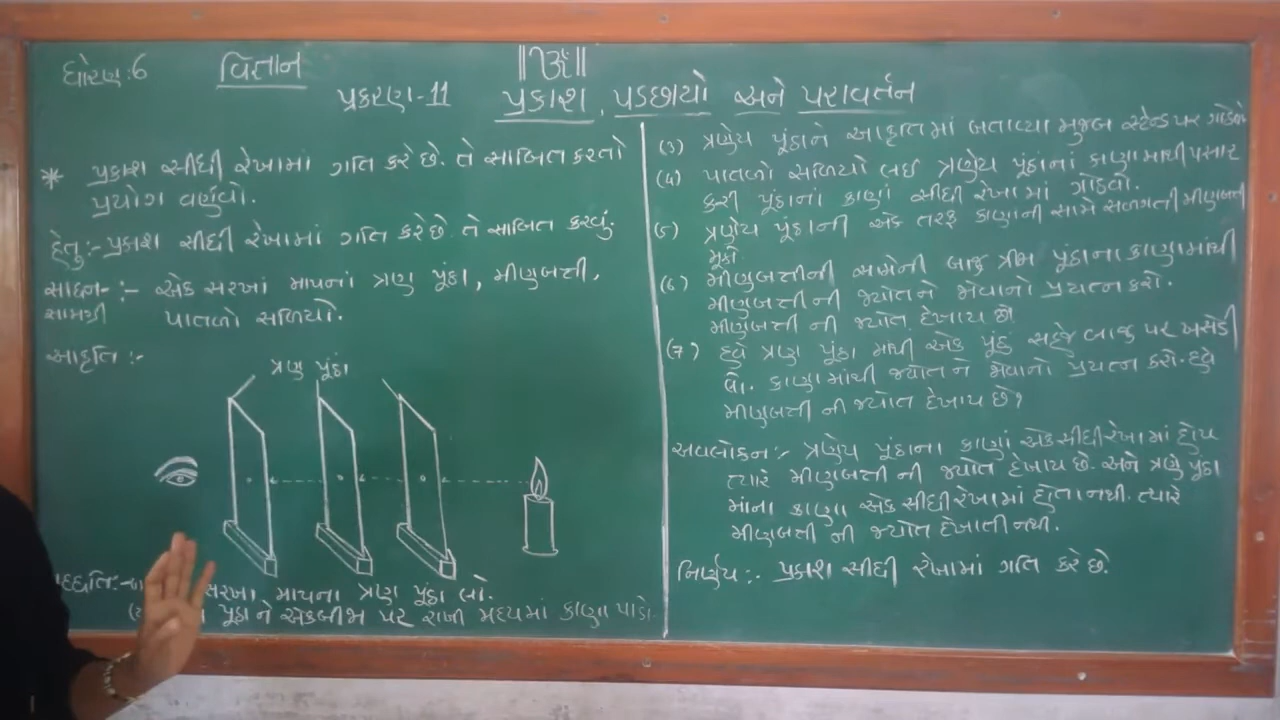 ધોરણ:6
વિજ્ઞાન
||ૐ||
પ્રકરણ-11 પ્રકાશ, પડછાયો અને પરાવર્તન
* પ્રકાશ સીધી રેખામાં ગતિ કરે છે. તે સાબિત કરતો
પ્રયોગ વર્ણવો.
હેતુ:- પ્રકાશ સીધી રેખામાં ગતિ કરે છે તે સાબિત કરવું.
સાધન- :- એક સરખાં માપનાં ત્રણ પૂંઠા, મીણબત્તી,
સામગ્રી પાતળો સળિયો.
આકૃતિ:-
ત્રણ પૂંઠા
પદ્ધતિ:- સરખા માપના ત્રણ પૂંઠા લો.
પૂંઠાને એકબીજા પર રાખી મધ્યમાં કાણા પાડો.
(3) ત્રણેય પૂંઠાને આકૃતિમાં બતાવ્યા મુજબ સ્ટેન્ડ પર ગોઠવો
(4) પાતળો સળિયો લઈ ત્રણેય પૂંઠાનાં કાણામાંથી પસાર
કરી પૂંઠાનાં કાણાં સીધી રેખામાં ગોઠવો.
(5) ત્રણેય પૂંઠાની એક તરફ કાણાની સામે સળગતી મીણબત્તી
મૂકો.
(6) મીણબત્તીની સામેની બાજુ ત્રીજા પૂંઠાના કાણામાંથી
મીણબત્તી ની જ્યોતને જોવાનો પ્રયત્ન કરો.
મીણબત્તી ની જ્યોત દેખાય છે
(7) હવે ત્રણ પૂંઠા માંથી એક પૂંઠું સહેજ બાજુ પર ખસેડી
લો. કાણામાંથી જ્યોતને જોવાનો પ્રયત્ન કરો. હવે
મીણબત્તી ની જ્યોત દેખાય છે?
અવલોકન:- ત્રણેય પૂંઠાના કાણાં એકસીધી રેખામાં હોય
ત્યારે મીણબત્તી ની જ્યોત દેખાય છે. અને ત્રણે પૂંઠા
માંના કાણા એક સીધી રેખામાં હોતા નથી. ત્યારે
મીણબત્તી ની જ્યોત દેખાતી નથી.
નિર્ણય:- પ્રકાશ સીધી રેખામાં ગતિ કરે છે.